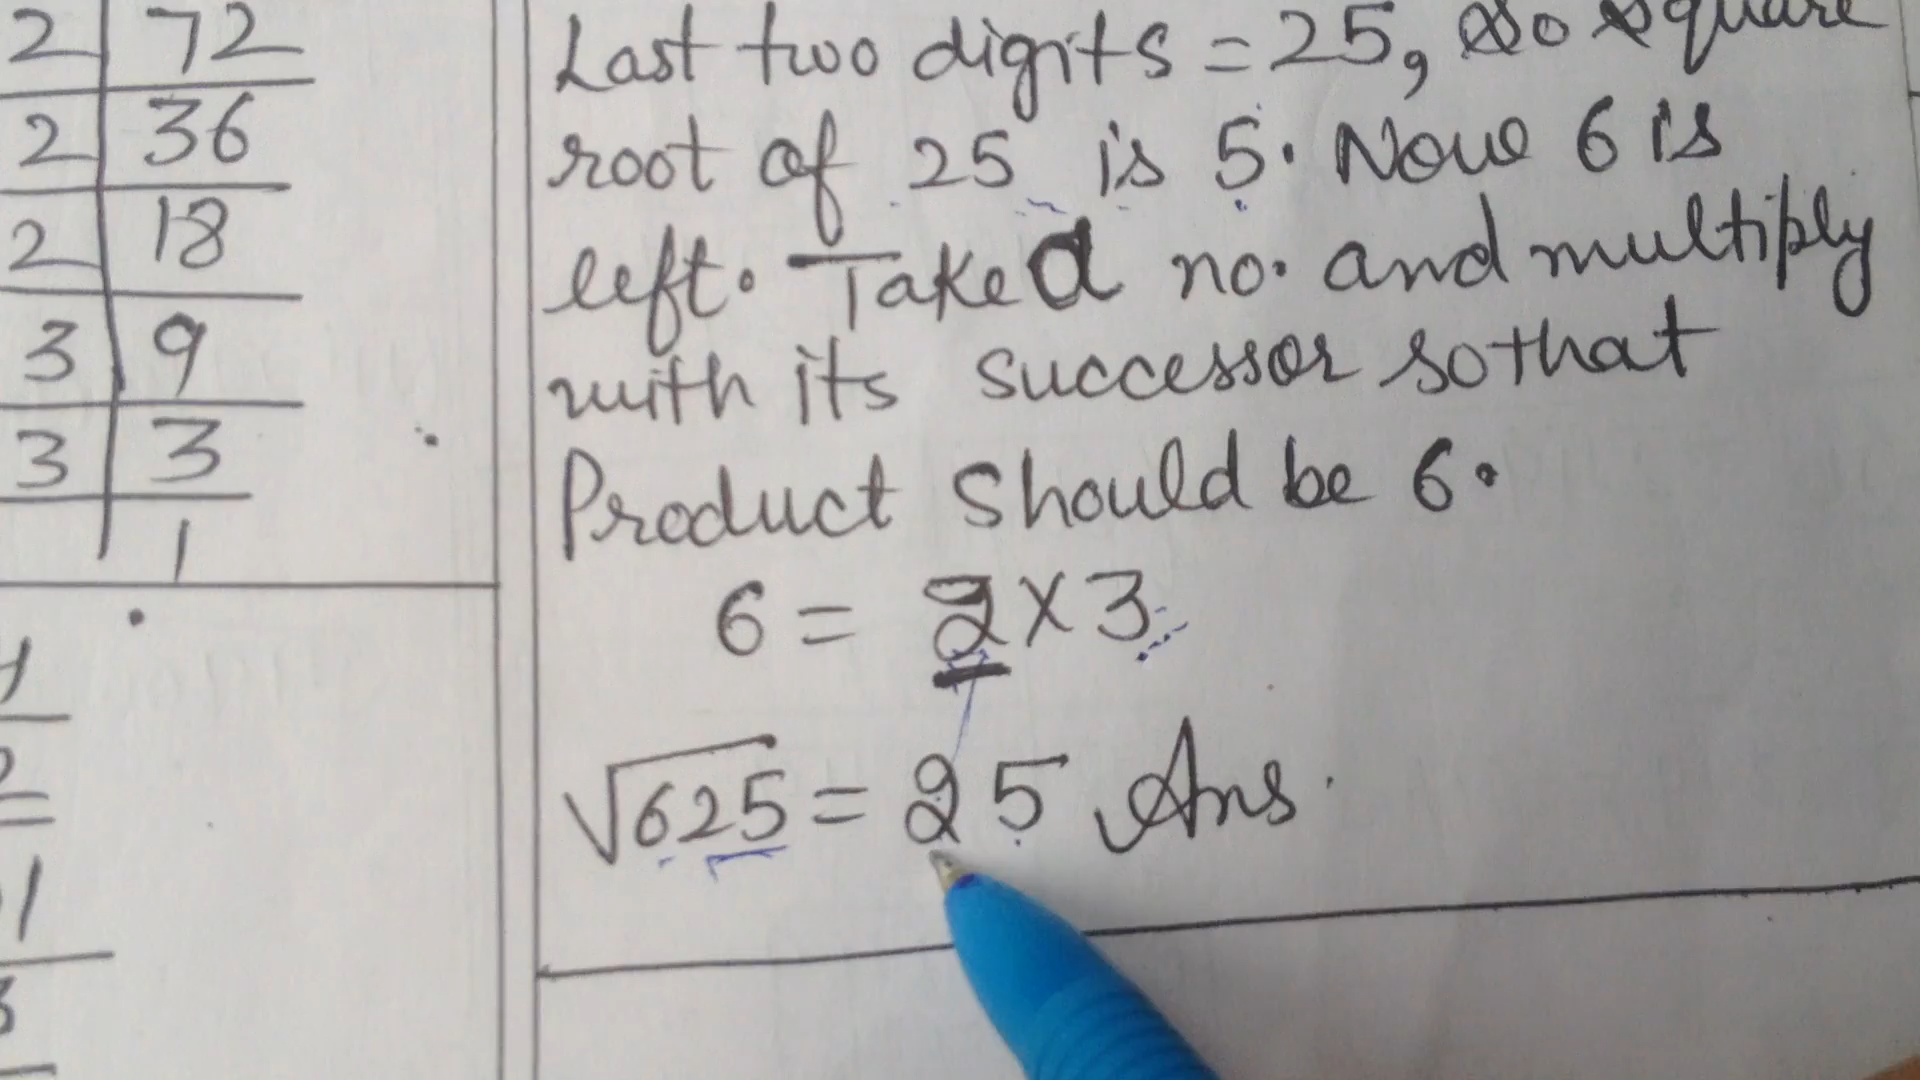 2 72
2 36
2 18
3 9
3 3
1
Last two digits = 25, So square
root of 25 is 5. Now 6 is
left. Take a no. and multiply
with its successor so that
Product should be 6.
6 = 2 × 3
√625 = 25 Ans.